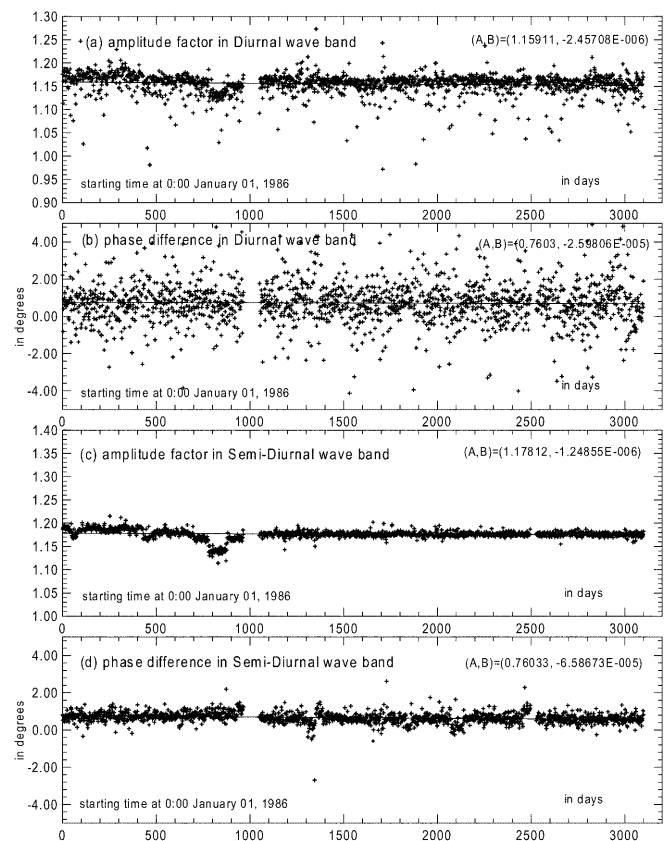 1.30
1.25
1.20
1.15
1.10
1.05
1.00
0.95
0.90
(a) amplitude factor in Diurnal wave band
(A,B)=(1.15911, -2.45708E-006)
starting time at 0:00 January 01, 1986
in days
0 500 1000 1500 2000 2500 3000
4.00
2.00
0.00
-2.00
-4.00
in degrees
(b) phase difference in Diurnal wave band
(A,B)=(0.7603, -2.59806E-005)
starting time at 0:00 January 01, 1986
in days
0 500 1000 1500 2000 2500 3000
1.40
1.35
1.30
1.25
1.20
1.15
1.10
1.05
1.00
(c) amplitude factor in Semi-Diurnal wave band
(A,B)=(1.17812, -1.24855E-006)
starting time at 0:00 January 01, 1986
in days
0 500 1000 1500 2000 2500 3000
4.00
2.00
0.00
-2.00
-4.00
in degrees
(d) phase difference in Semi-Diurnal wave band
(A,B)=(0.76033, -6.58673E-005)
starting time at 0:00 January 01, 1986
in days
0 500 1000 1500 2000 2500 3000